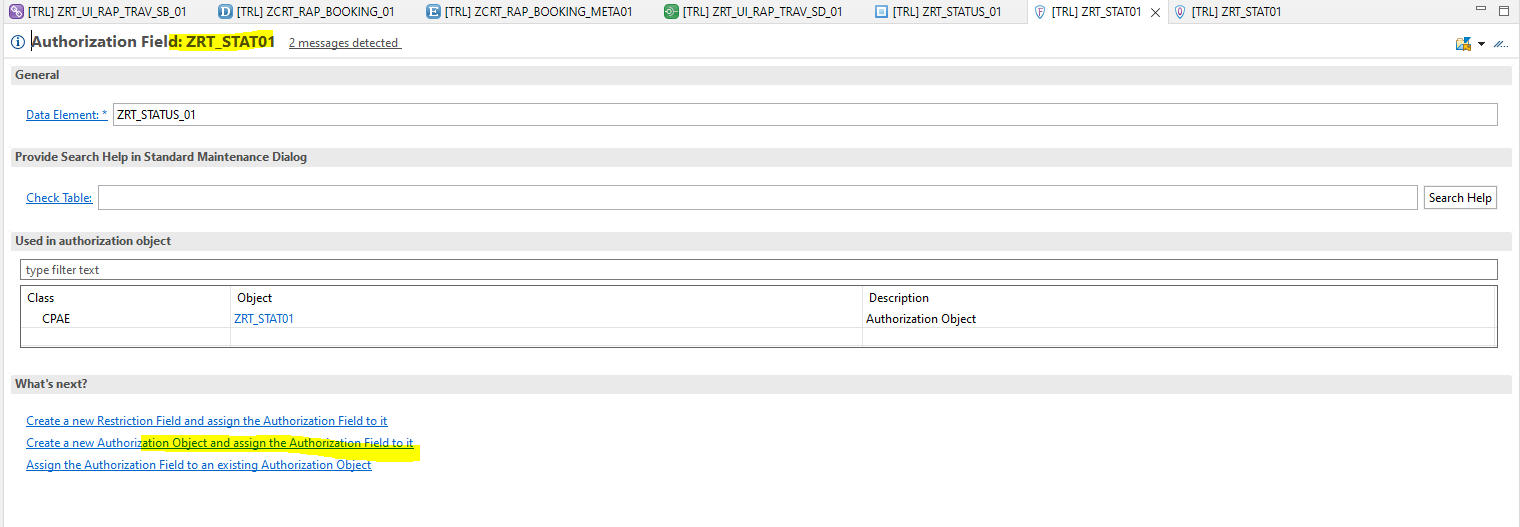 [TRL] ZRT_UI_RAP_TRAV_SB_01 [TRL] ZCRT_RAP_BOOKING_01 [TRL] ZCRT_RAP_BOOKING_META01 [TRL] ZRT_UI_RAP_TRAV_SD_01 [TRL] ZRT_STATUS_01 [TRL] ZRT_STAT01 [TRL] ZRT_STAT01
Authorization Field: ZRT_STAT01 2 messages detected
General
Data Element: * ZRT_STATUS_01
Provide Search Help in Standard Maintenance Dialog
Check Table: Search Help
Used in authorization object
type filter text
Class Object Description
CPAE ZRT_STAT01 Authorization Object
What's next?
Create a new Restriction Field and assign the Authorization Field to it
Create a new Authorization Object and assign the Authorization Field to it
Assign the Authorization Field to an existing Authorization Object